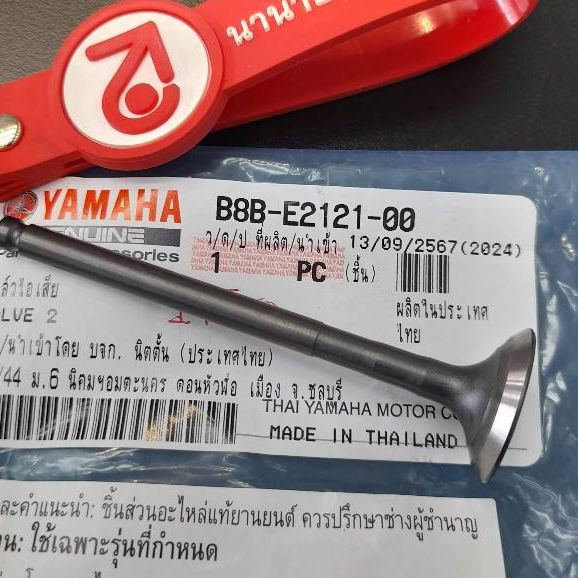 YAMAHA
B8B-E2121-00
GENUINE
ว/ด/ป ที่ผลิต/นำเข้า 13/09/2567(2024)
1 PC (ชิ้น)
ผลิตในประเทศ
ไทย
VE 2
/นำเข้าโดย บจก. นิตตั้น (ประเทศไทย)
/44 ม.6 นิคมฯอมตะนคร ดอนหัวฬ่อ เมือง จ.ชลบุรี
THAI YAMAHA MOTOR CO
MADE IN THAILAND
ละคำแนะนำ: ชิ้นส่วนอะไหล่แท้ยานยนต์ ควรปรึกษาช่างผู้ชำนาญ
น: ใช้เฉพาะรุ่นที่กำหนด